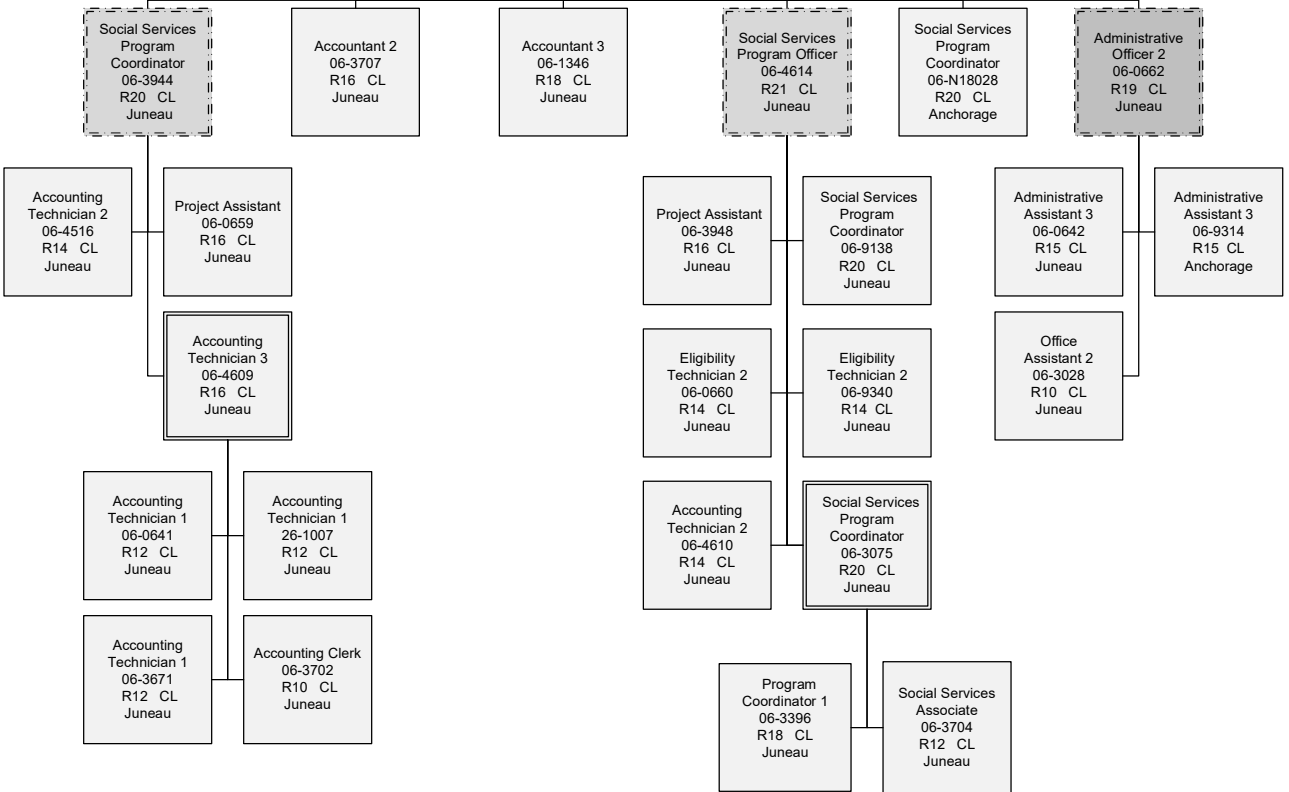 Social Services
Program
Coordinator
06-3944
R20 CL
Juneau
Accountant 2
06-3707
R16 CL
Juneau
Accountant 3
06-1346
R18 CL
Juneau
Social Services
Program Officer
06-4614
R21 CL
Juneau
Social Services
Program
Coordinator
06-N18028
R20 CL
Anchorage
Administrative
Officer 2
06-0662
R19 CL
Juneau
Accounting
Technician 2
06-4516
R14 CL
Juneau
Project Assistant
06-0659
R16 CL
Juneau
Project Assistant
06-3948
R16 CL
Juneau
Social Services
Program
Coordinator
06-9138
R20 CL
Juneau
Administrative
Assistant 3
06-0642
R15 CL
Juneau
Administrative
Assistant 3
06-9314
R15 CL
Anchorage
Accounting
Technician 3
06-4609
R16 CL
Juneau
Eligibility
Technician 2
06-0660
R14 CL
Juneau
Eligibility
Technician 2
06-9340
R14 CL
Juneau
Office
Assistant 2
06-3028
R10 CL
Juneau
Accounting
Technician 1
06-0641
R12 CL
Juneau
Accounting
Technician 1
26-1007
R12 CL
Juneau
Accounting
Technician 2
06-4610
R14 CL
Juneau
Social Services
Program
Coordinator
06-3075
R20 CL
Juneau
Accounting
Technician 1
06-3671
R12 CL
Juneau
Accounting Clerk
06-3702
R10 CL
Juneau
Program
Coordinator 1
06-3396
R18 CL
Juneau
Social Services
Associate
06-3704
R12 CL
Juneau